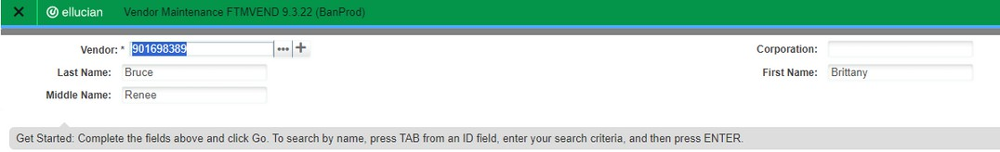 ellucian Vendor Maintenance FTMVEND 9.3.22 (BanProd)
Vendor: * 901698389 ... + Corporation:
Last Name: Bruce First Name: Brittany
Middle Name: Renee
Get Started: Complete the fields above and click Go. To search by name, press TAB from an ID field, enter your search criteria, and then press ENTER.